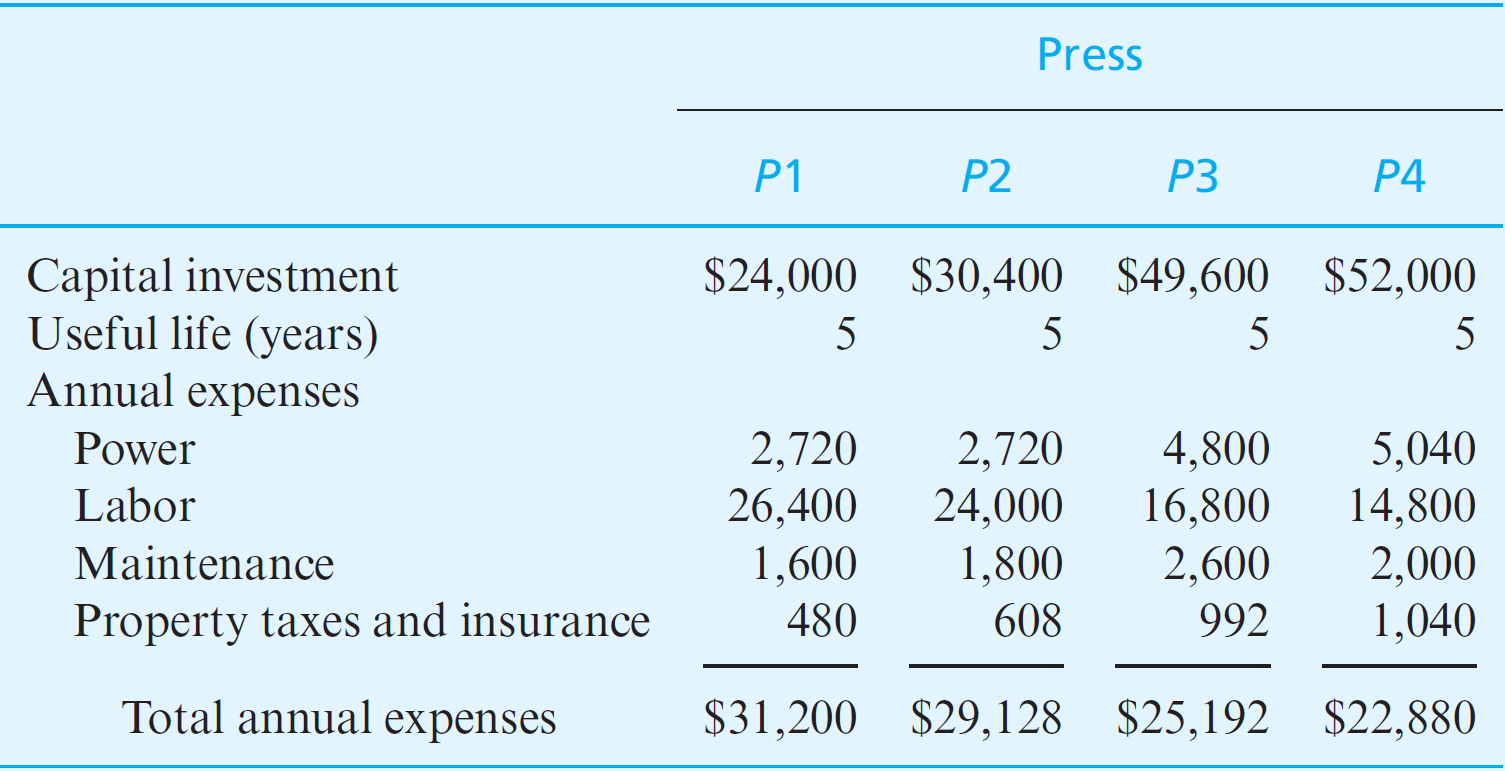 Press
P1 P2 P3 P4
Capital investment $24,000 $30,400 $49,600 $52,000
Useful life (years) 5 5 5 5
Annual expenses
Power 2,720 2,720 4,800 5,040
Labor 26,400 24,000 16,800 14,800
Maintenance 1,600 1,800 2,600 2,000
Property taxes and insurance 480 608 992 1,040
Total annual expenses $31,200 $29,128 $25,192 $22,880